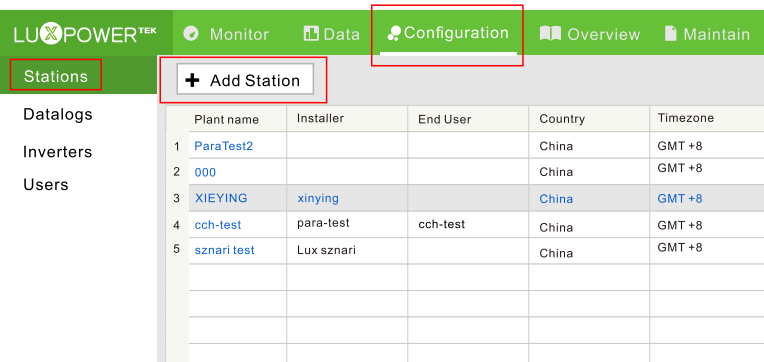 LUXPOWERTEK Monitor Data Configuration Overview Maintain
Stations
Datalogs
Inverters
Users
Add Station
Plant name Installer End User Country Timezone
1 ParaTest2 China GMT +8
2 000 China GMT +8
3 XIEYING xinying China GMT +8
4 cch-test para-test cch-test China GMT +8
5 sznari test Lux sznari China GMT +8